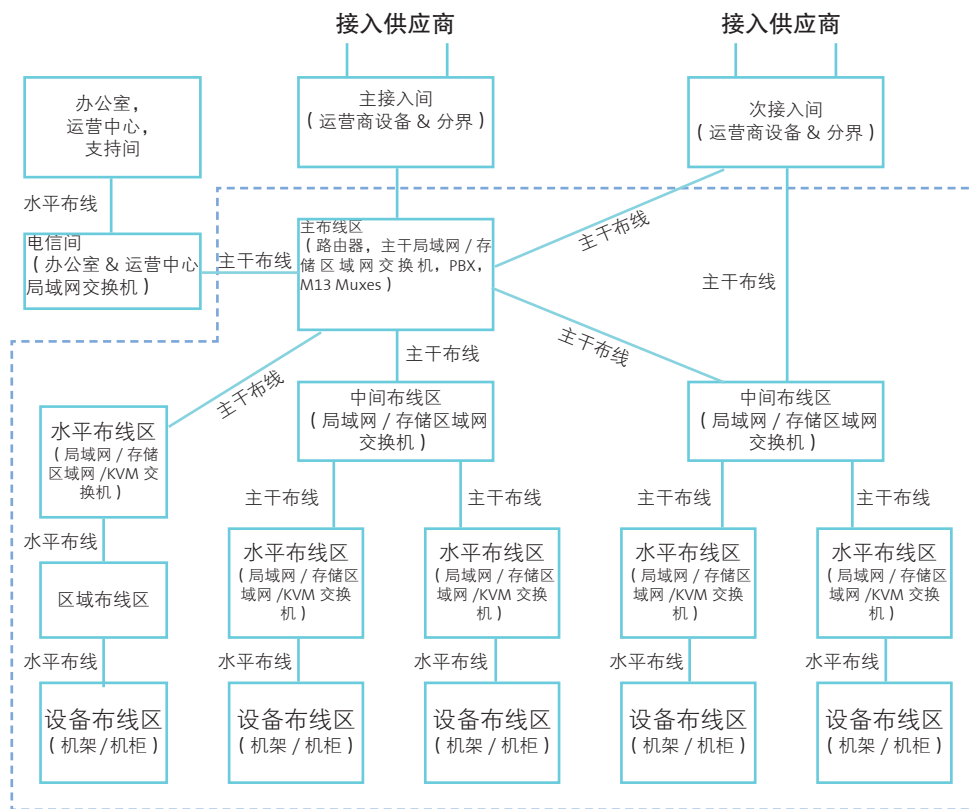 接入供应商
接入供应商
办公室，
运营中心，
支持间
主接入间
（运营商设备 & 分界）
次接入间
（运营商设备 & 分界）
水平布线
电信间
（办公室 & 运营中心
局域网交换机）
主干布线
主布线区
（路由器，主干局域网 / 存
储区域网交换机，PBX，
M13 Muxes）
主干布线
主干布线
主干布线
主干布线
主干布线
水平布线区
（局域网 / 存储
区域网 /KVM 交
换机）
中间布线区
（局域网 / 存储区域网
交换机）
中间布线区
（局域网 / 存储区域网
交换机）
主干布线
主干布线
主干布线
主干布线
水平布线
区域布线区
水平布线区
（局域网 / 存储区
域网 /KVM 交换
机）
水平布线区
（局域网 / 存储区
域网 /KVM 交换
机）
水平布线区
（局域网 / 存储区
域网 /KVM 交换
机）
水平布线区
（局域网 / 存储区
域网 /KVM 交换
机）
水平布线
水平布线
水平布线
水平布线
水平布线
设备布线区
（机架 / 机柜）
设备布线区
（机架 / 机柜）
设备布线区
（机架 / 机柜）
设备布线区
（机架 / 机柜）
设备布线区
（机架 / 机柜）